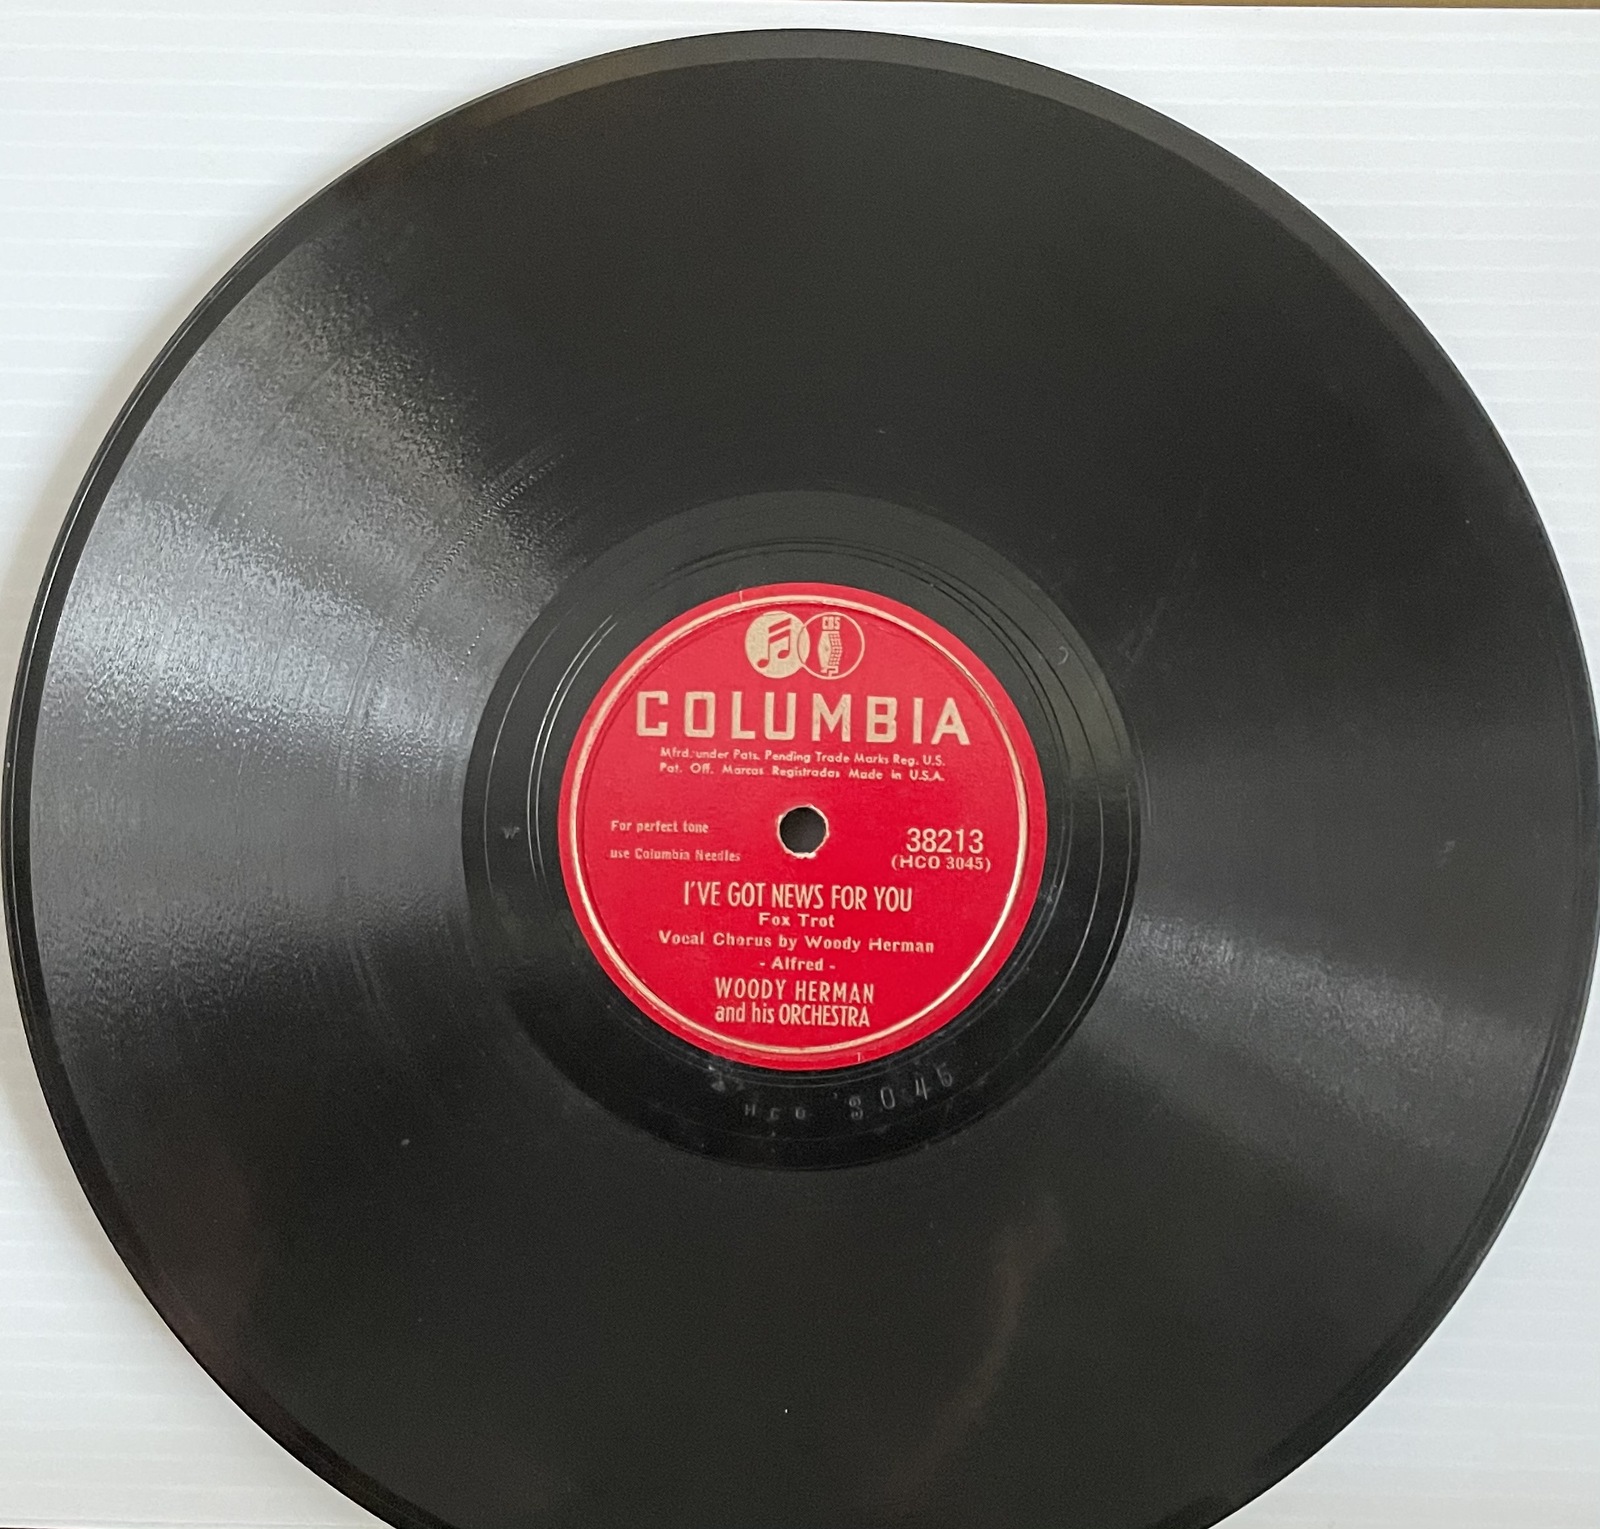 CBS
COLUMBIA
Mfrd. under Pats. Pending Trade Marks Reg. U.S.
Pat. Off. Marcas Registradas Made in U.S.A.
For perfect tone
use Columbia Needles
38213
(HCO 3045)
I'VE GOT NEWS FOR YOU
Fox Trot
Vocal Chorus by Woody Herman
- Alfred -
WOODY HERMAN
and his ORCHESTRA
HCO 3045